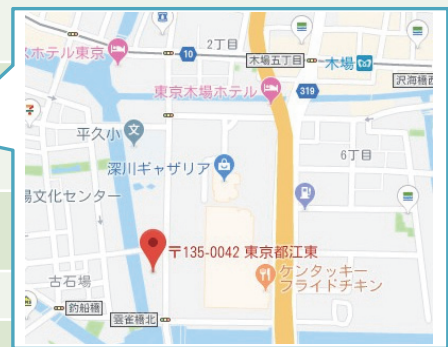 2丁目
スホテル東京
10
木場五丁目
木場
沢海橋西
東京木場ホテル
319
平久小
文
6丁目
深川ギャザリア
場文化センター
〒135-0042 東京都江東
古石場
ケンタッキー
フライドチキン
釣船橋
雲雀橋北